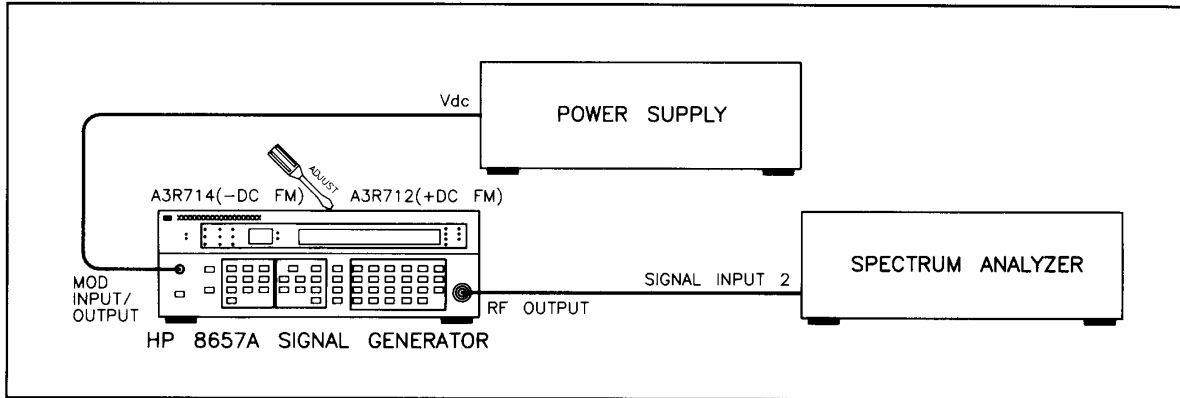 Vdc
POWER SUPPLY
ADJUST
A3R714(-DC FM)
A3R712(+DC FM)
SPECTRUM ANALYZER
SIGNAL INPUT 2
MOD
INPUT/
OUTPUT
RF OUTPUT
HP 8657A SIGNAL GENERATOR